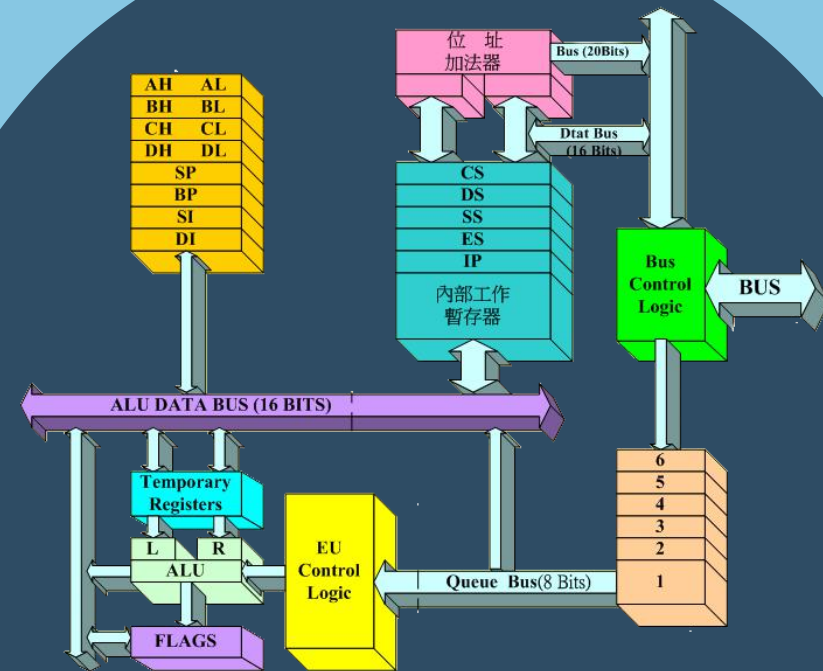 位 址
加法器
Bus (20Bits)
Dtat Bus
(16 Bits)
AH AL
BH BL
CH CL
DH DL
SP
BP
SI
DI
CS
DS
SS
ES
IP
內部工作
暫存器
Bus
Control
Logic
BUS
ALU DATA BUS (16 BITS)
Temporary
Registers
L R
ALU
FLAGS
EU
Control
Logic
Queue Bus(8 Bits)
6
5
4
3
2
1